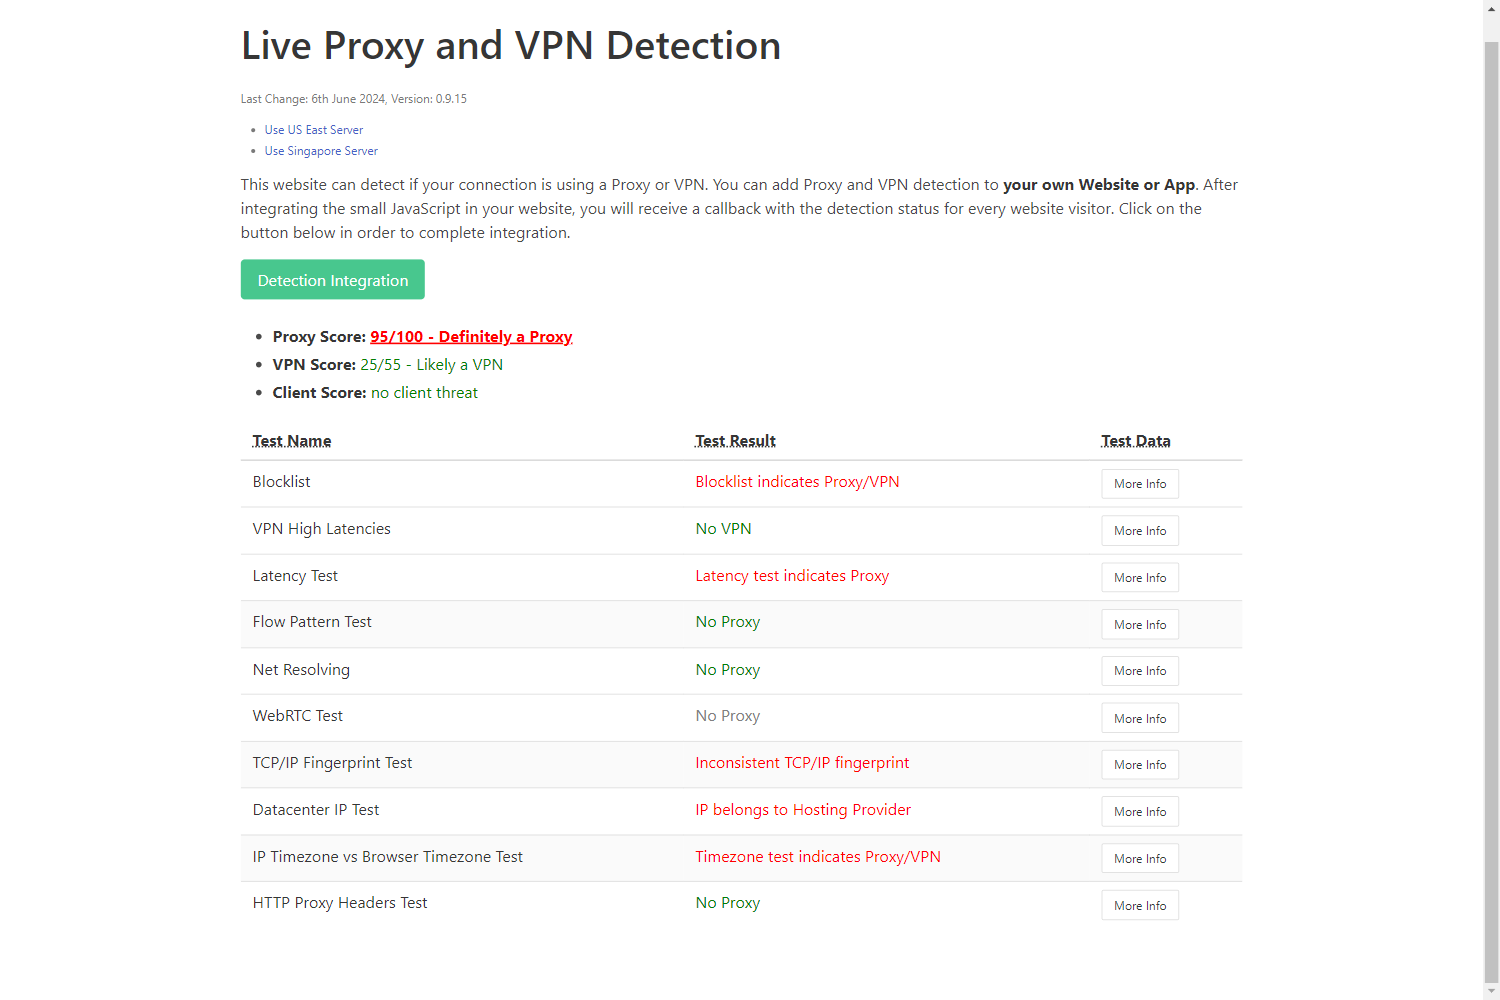 Live Proxy and VPN Detection
Last Change: 6th June 2024, Version: 0.9.15
Use US East Server
Use Singapore Server
This website can detect if your connection is using a Proxy or VPN. You can add Proxy and VPN detection to your own Website or App. After
integrating the small JavaScript in your website, you will receive a callback with the detection status for every website visitor. Click on the
button below in order to complete integration.
Detection Integration
Proxy Score: 95/100 - Definitely a Proxy
VPN Score: 25/55 - Likely a VPN
Client Score: no client threat
Test Name Test Result Test Data
Blocklist Blocklist indicates Proxy/VPN More Info
VPN High Latencies No VPN More Info
Latency Test Latency test indicates Proxy More Info
Flow Pattern Test No Proxy More Info
Net Resolving No Proxy More Info
WebRTC Test No Proxy More Info
TCP/IP Fingerprint Test Inconsistent TCP/IP fingerprint More Info
Datacenter IP Test IP belongs to Hosting Provider More Info
IP Timezone vs Browser Timezone Test Timezone test indicates Proxy/VPN More Info
HTTP Proxy Headers Test No Proxy More Info